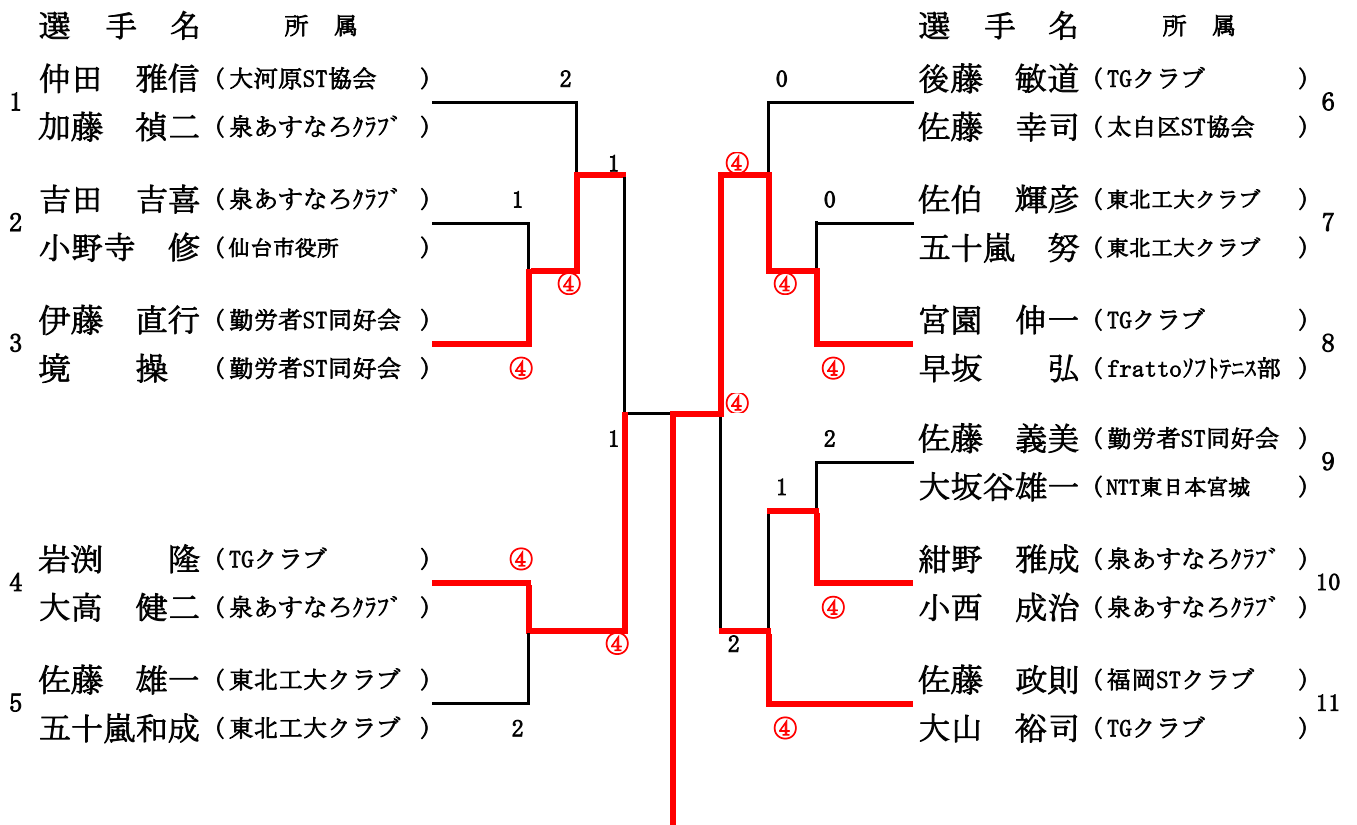 選 手 名 所 属
仲田 雅信 (大河原ST協会 )
1
加藤 禎二 (泉あすなろｸﾗﾌﾞ )
2
1
吉田 吉喜 (泉あすなろｸﾗﾌﾞ )
2
小野寺 修 (仙台市役所 )
1
④
伊藤 直行 (勤労者ST同好会 )
3
境 操 (勤労者ST同好会 )
④
1
岩渕 隆 (TGクラブ )
4
大高 健二 (泉あすなろｸﾗﾌﾞ )
④
④
佐藤 雄一 (東北工大クラブ )
5
五十嵐和成 (東北工大クラブ )
2
選 手 名 所 属
0
後藤 敏道 (TGクラブ )
6
佐藤 幸司 (太白区ST協会 )
④
0
佐伯 輝彦 (東北工大クラブ )
7
五十嵐 努 (東北工大クラブ )
④
宮園 伸一 (TGクラブ )
8
早坂 弘 (frattoｿﾌﾄﾃﾆｽ部 )
④
④
2
佐藤 義美 (勤労者ST同好会 )
9
大坂谷雄一 (NTT東日本宮城 )
1
紺野 雅成 (泉あすなろｸﾗﾌﾞ )
10
小西 成治 (泉あすなろｸﾗﾌﾞ )
④
2
佐藤 政則 (福岡STクラブ )
11
大山 裕司 (TGクラブ )
④